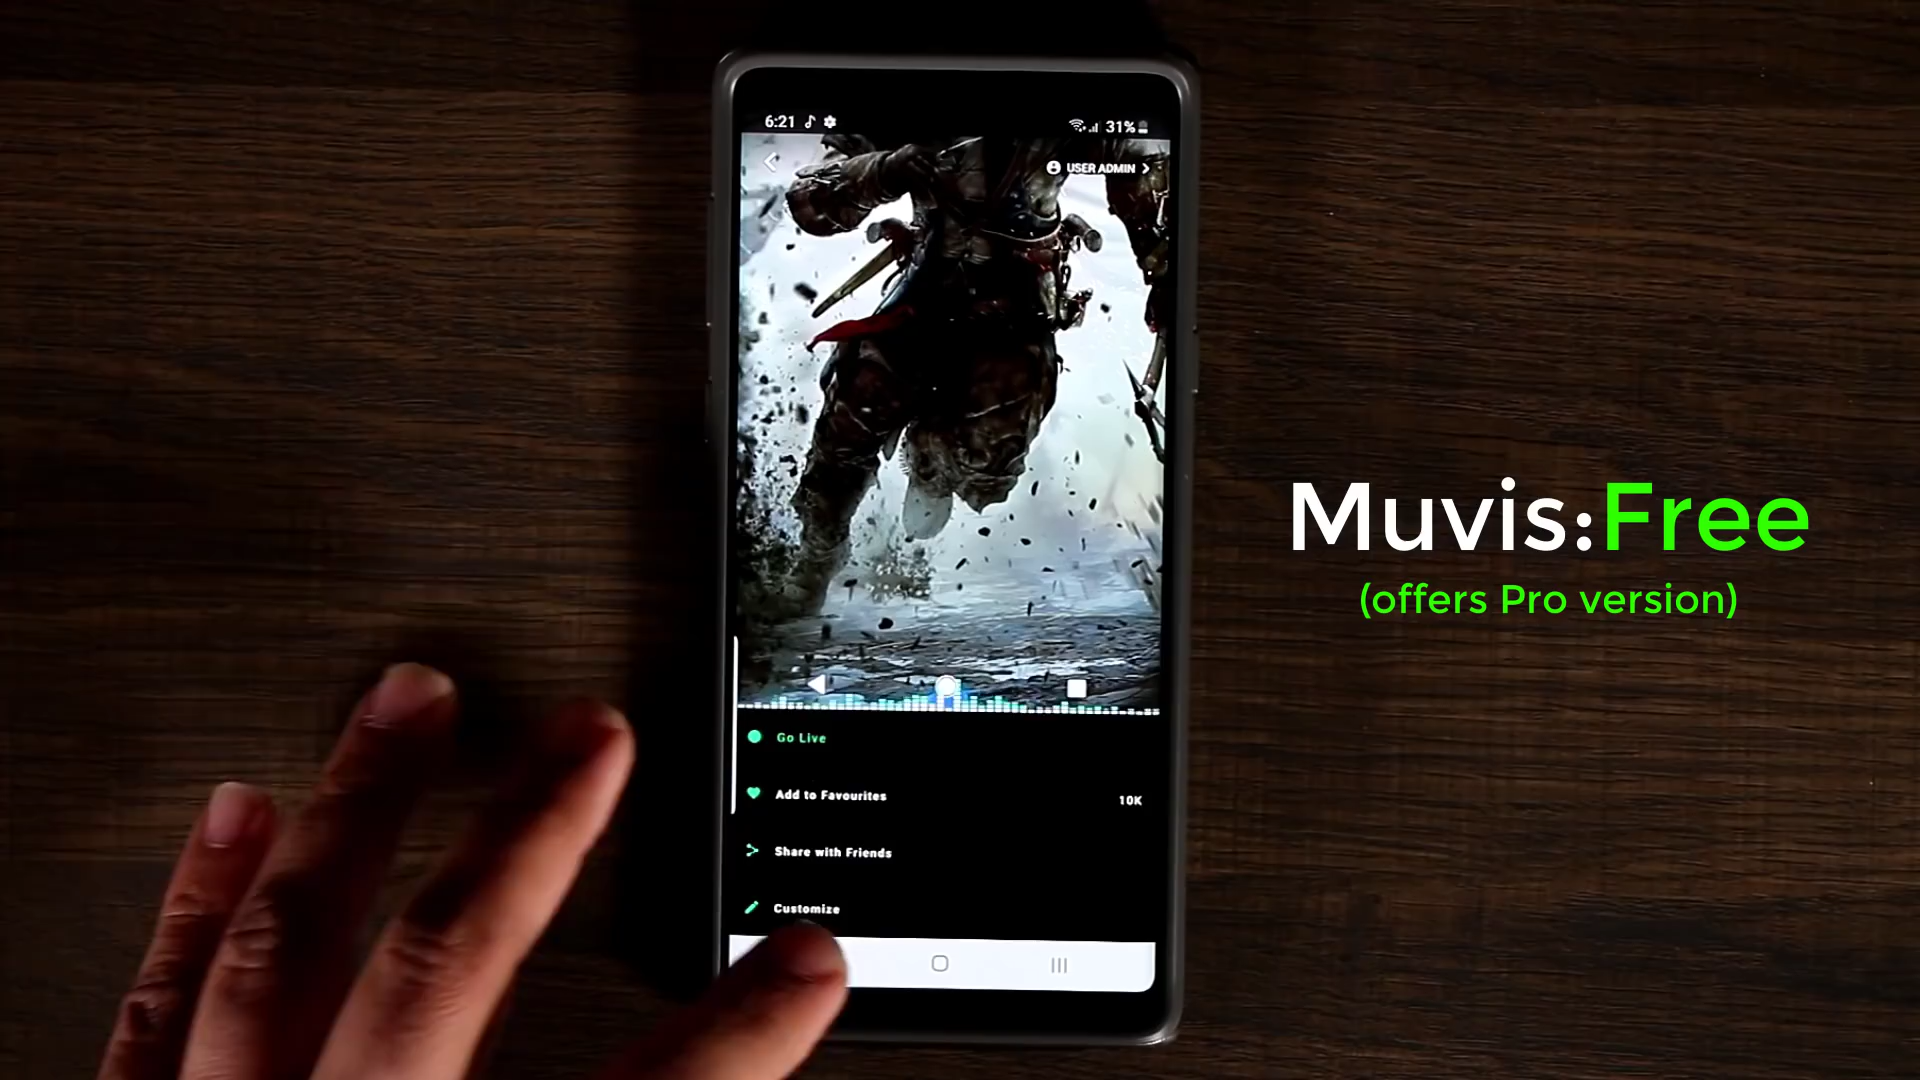 6:21
31%
USER ADMIN
Go Live
Add to Favourites
10K
Share with Friends
Customize
Muvis:Free
(offers Pro version)